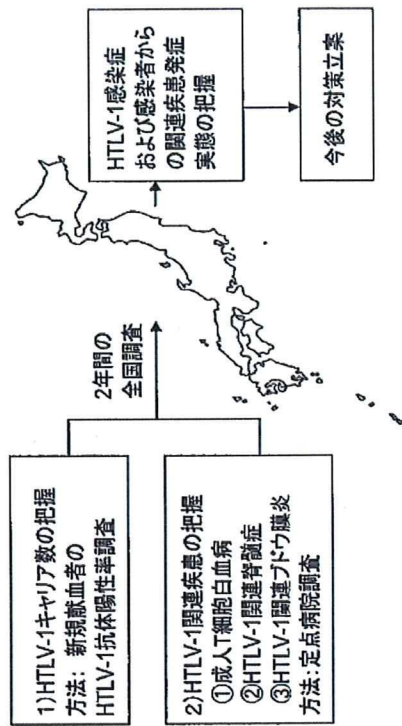 1)HTLV-1キャリア数の把握
方法: 新規献血者の
HTLV-1抗体陽性率調査
2)HTLV-1関連疾患の把握
①成人T細胞白血病
②HTLV-1関連脊髄症
③HTLV-1関連ブドウ膜炎
方法:定点病院調査
2年間の
全国調査
HTLV-1感染症
および感染者から
の関連疾患発症
実態の把握
今後の対策立案